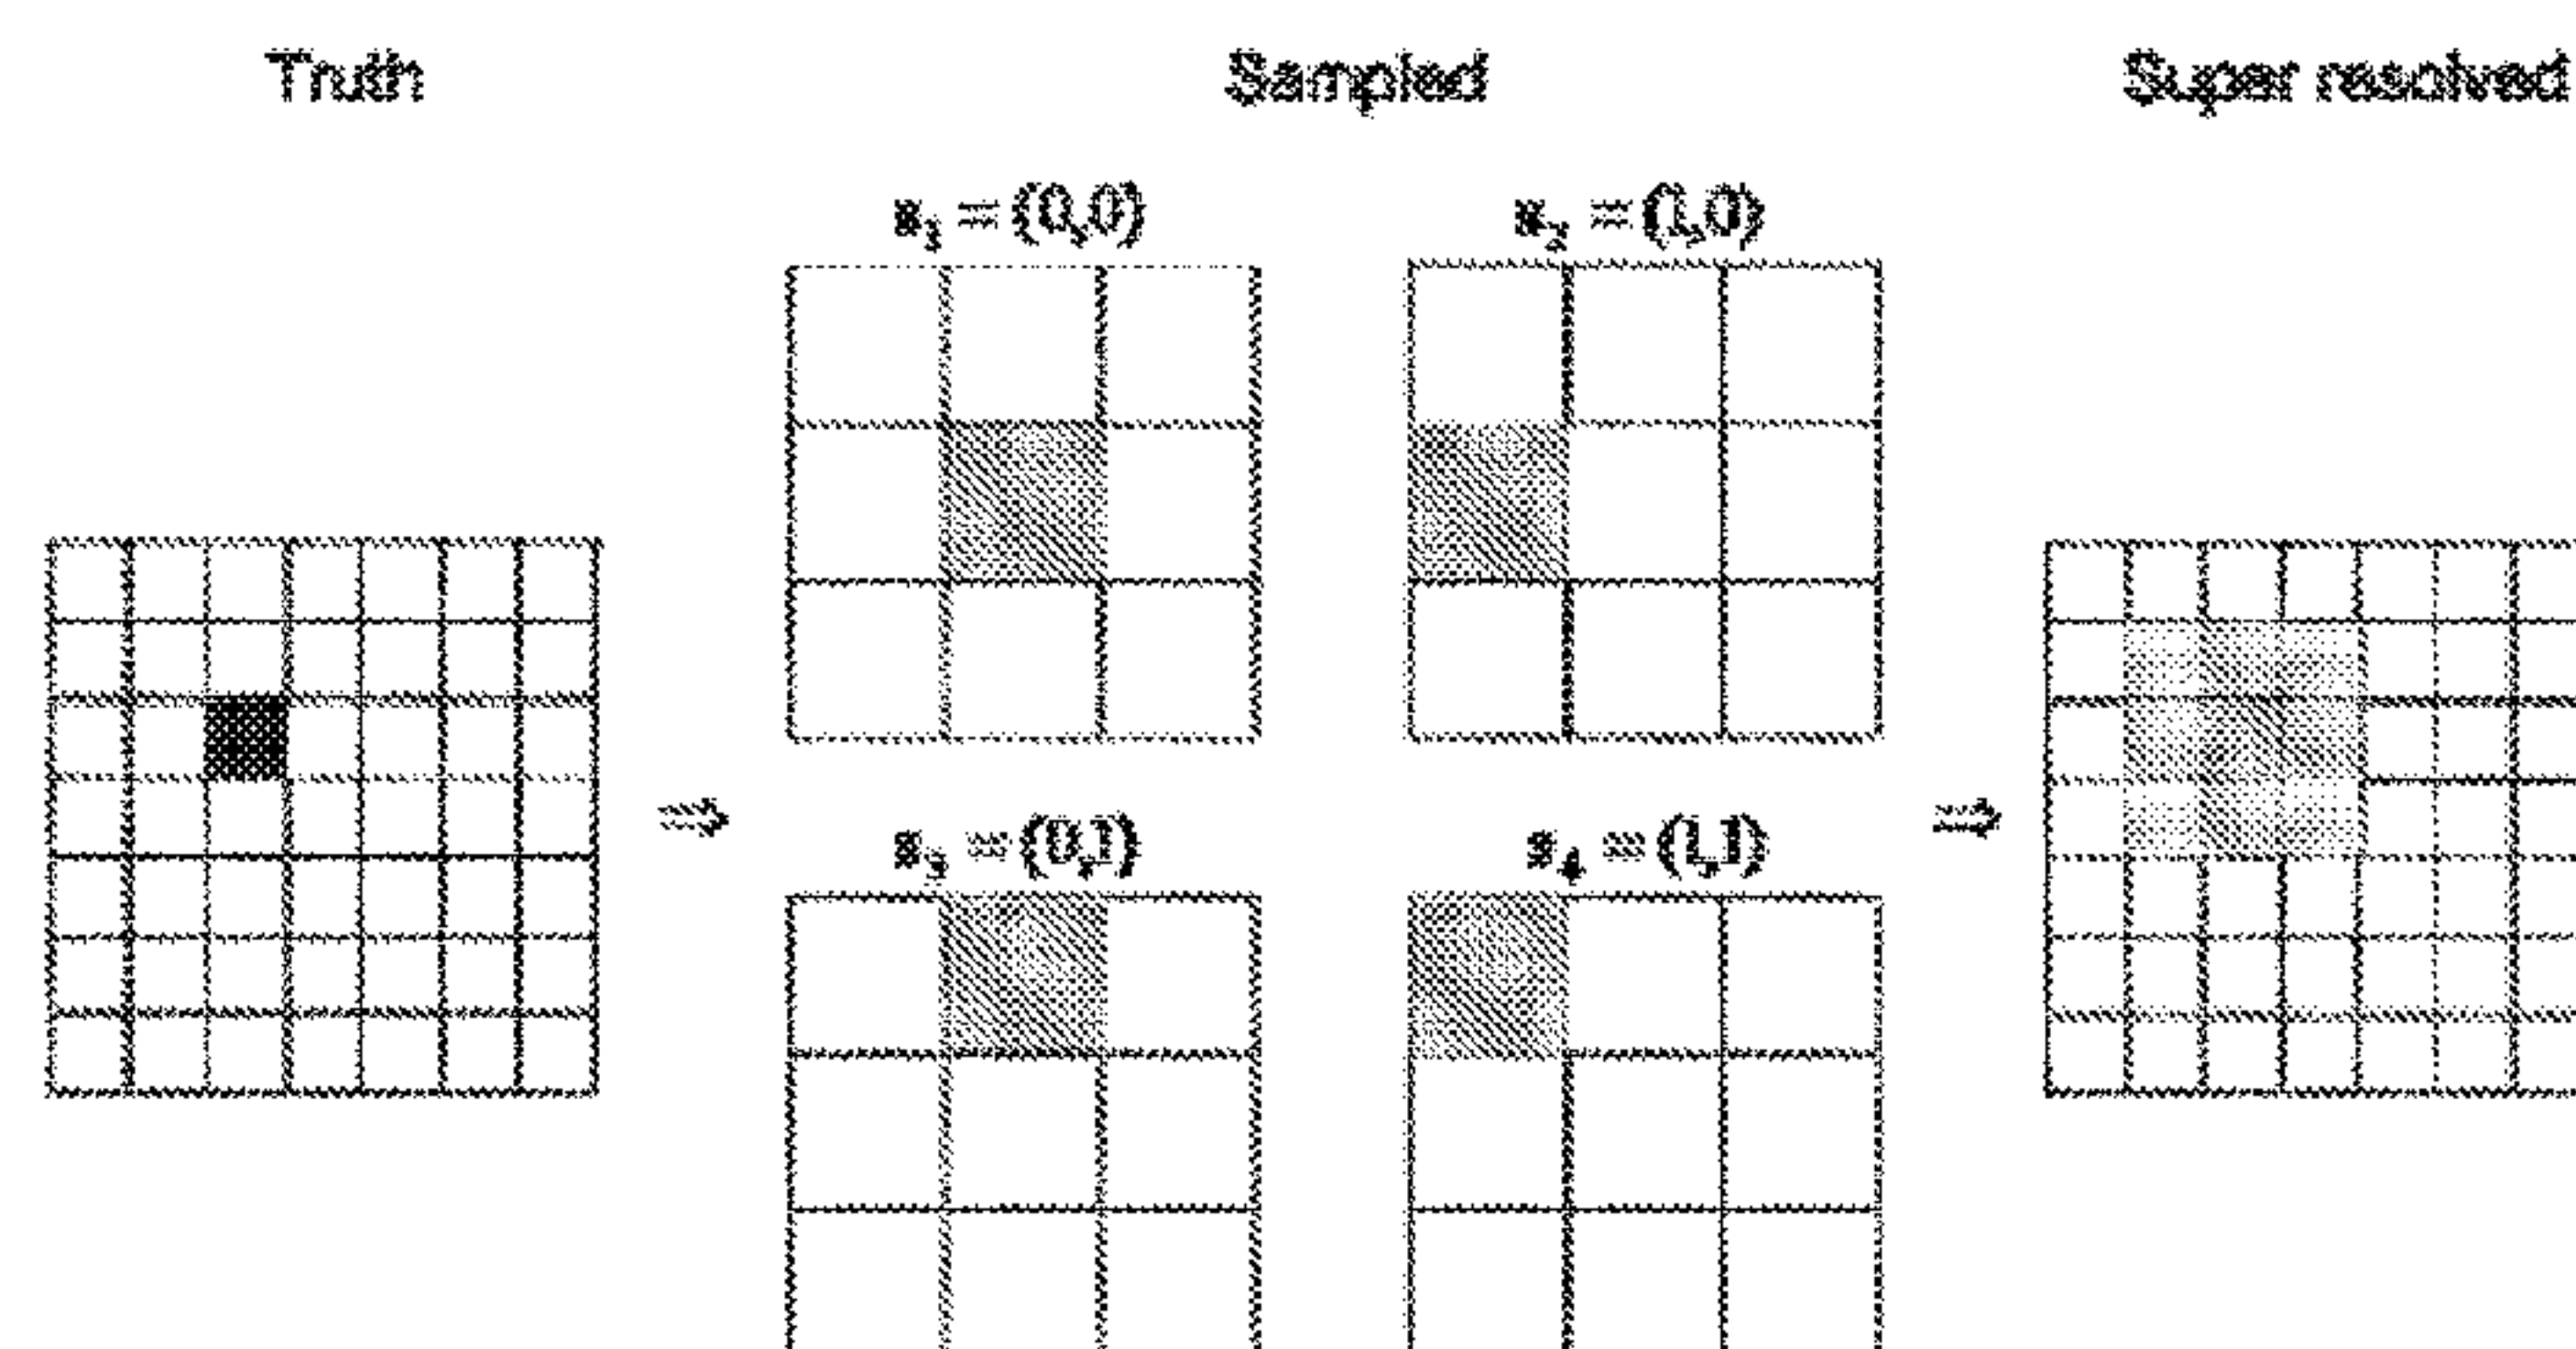 Truth Sampled Super resolved
s₁ = (0,0) s₂ = (1,0)
⇒ ⇒
s₃ = (0,1) s₄ = (1,1)